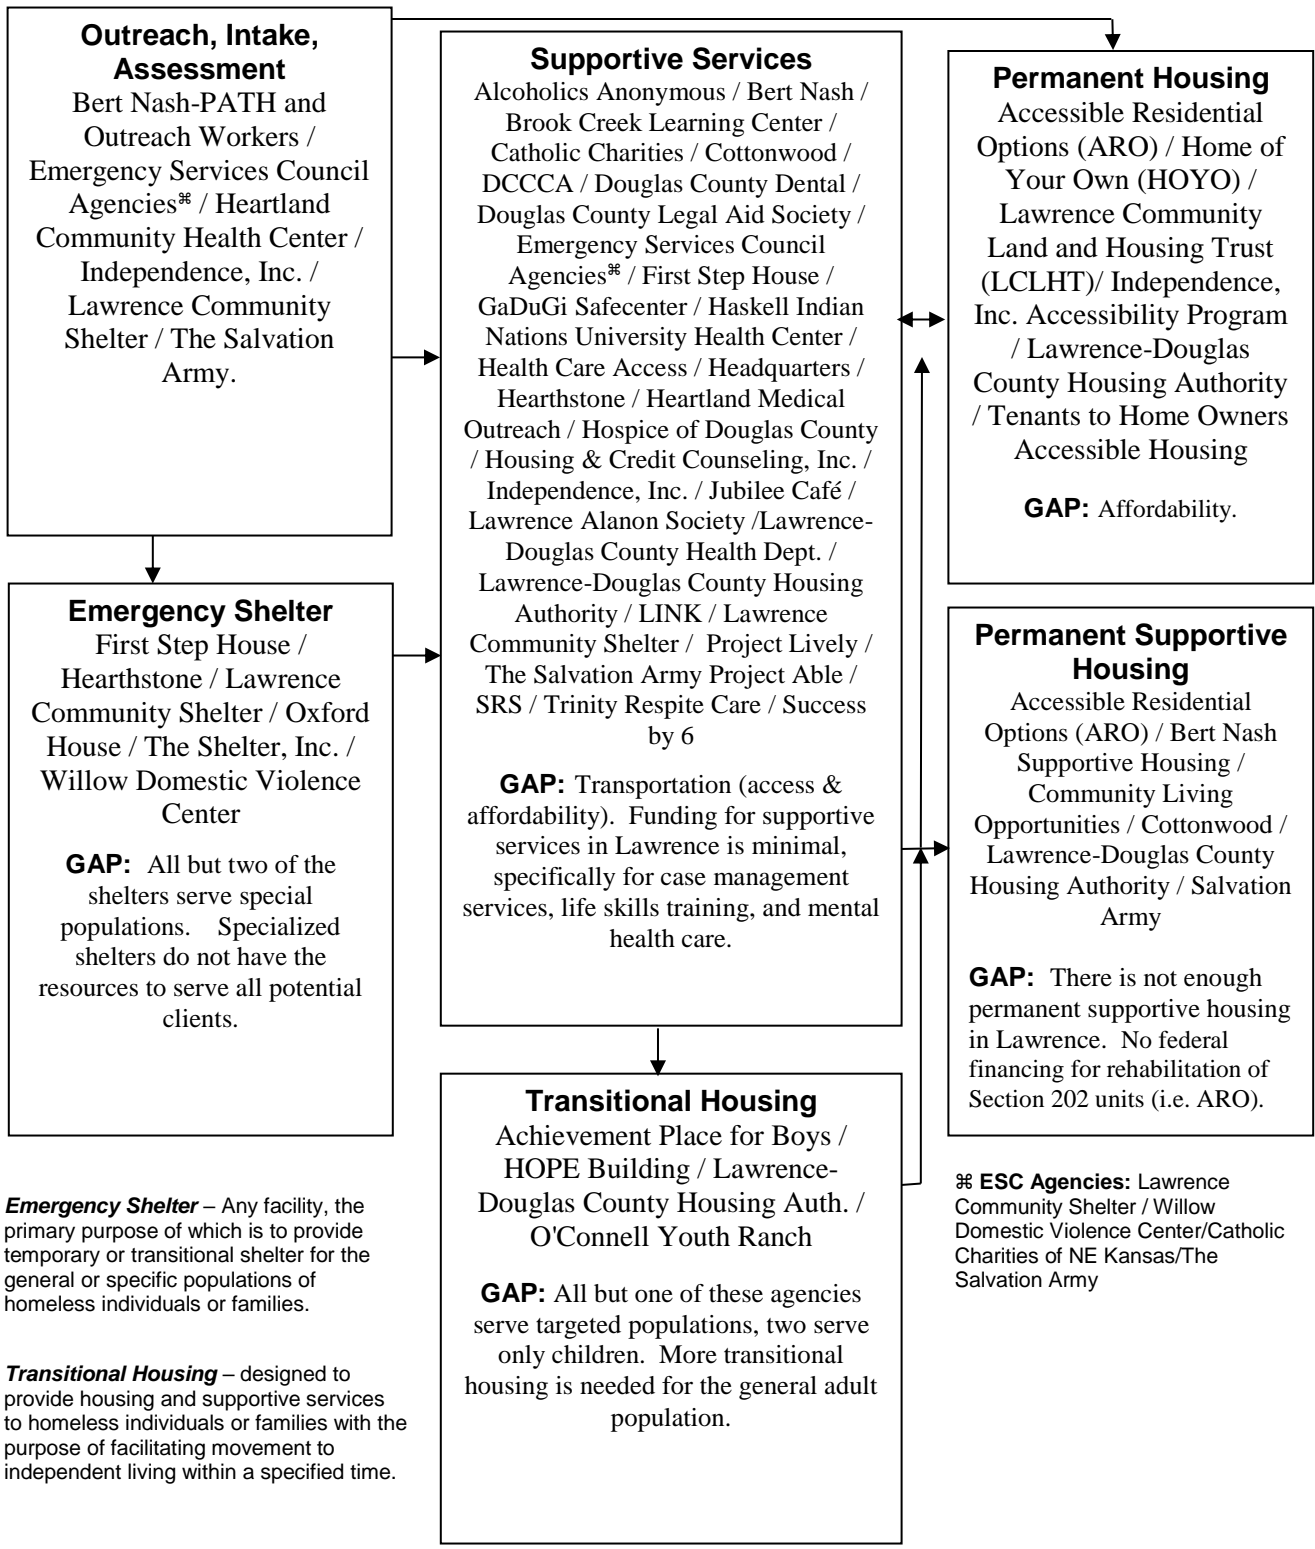 Outreach, Intake,
Assessment
Bert Nash-PATH and
Outreach Workers /
Emergency Services Council
Agencies⌘ / Heartland
Community Health Center /
Independence, Inc. /
Lawrence Community
Shelter / The Salvation
Army.
Emergency Shelter
First Step House /
Hearthstone / Lawrence
Community Shelter / Oxford
House / The Shelter, Inc. /
Willow Domestic Violence
Center
GAP: All but two of the
shelters serve special
populations. Specialized
shelters do not have the
resources to serve all potential
clients.
Emergency Shelter – Any facility, the
primary purpose of which is to provide
temporary or transitional shelter for the
general or specific populations of
homeless individuals or families.
Transitional Housing – designed to
provide housing and supportive services
to homeless individuals or families with the
purpose of facilitating movement to
independent living within a specified time.
Supportive Services
Alcoholics Anonymous / Bert Nash /
Brook Creek Learning Center /
Catholic Charities / Cottonwood /
DCCCA / Douglas County Dental /
Douglas County Legal Aid Society /
Emergency Services Council
Agencies⌘ / First Step House /
GaDuGi Safecenter / Haskell Indian
Nations University Health Center /
Health Care Access / Headquarters /
Hearthstone / Heartland Medical
Outreach / Hospice of Douglas County
/ Housing & Credit Counseling, Inc. /
Independence, Inc. / Jubilee Café /
Lawrence Alanon Society /Lawrence-
Douglas County Health Dept. /
Lawrence-Douglas County Housing
Authority / LINK / Lawrence
Community Shelter / Project Lively /
The Salvation Army Project Able /
SRS / Trinity Respite Care / Success
by 6
GAP: Transportation (access &
affordability). Funding for supportive
services in Lawrence is minimal,
specifically for case management
services, life skills training, and mental
health care.
Transitional Housing
Achievement Place for Boys /
HOPE Building / Lawrence-
Douglas County Housing Auth. /
O'Connell Youth Ranch
GAP: All but one of these agencies
serve targeted populations, two serve
only children. More transitional
housing is needed for the general adult
population.
Permanent Housing
Accessible Residential
Options (ARO) / Home of
Your Own (HOYO) /
Lawrence Community
Land and Housing Trust
(LCLHT)/ Independence,
Inc. Accessibility Program
/ Lawrence-Douglas
County Housing Authority
/ Tenants to Home Owners
Accessible Housing
GAP: Affordability.
Permanent Supportive
Housing
Accessible Residential
Options (ARO) / Bert Nash
Supportive Housing /
Community Living
Opportunities / Cottonwood /
Lawrence-Douglas County
Housing Authority / Salvation
Army
GAP: There is not enough
permanent supportive housing
in Lawrence. No federal
financing for rehabilitation of
Section 202 units (i.e. ARO).
⌘ ESC Agencies: Lawrence
Community Shelter / Willow
Domestic Violence Center/Catholic
Charities of NE Kansas/The
Salvation Army